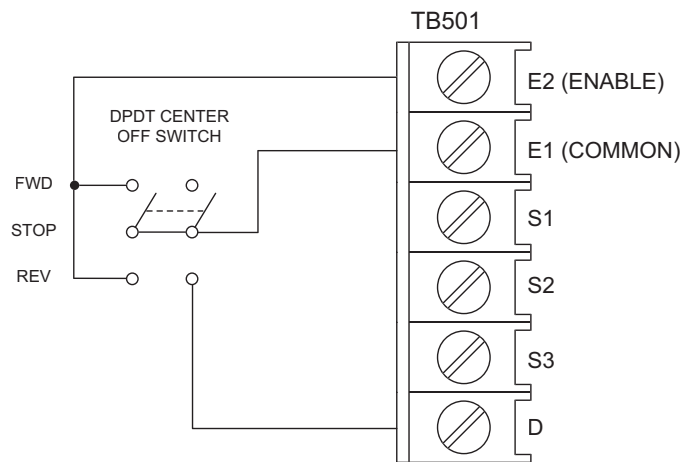 TB501
E2 (ENABLE)
DPDT CENTER
OFF SWITCH
E1 (COMMON)
FWD
S1
STOP
REV
S2
S3
D